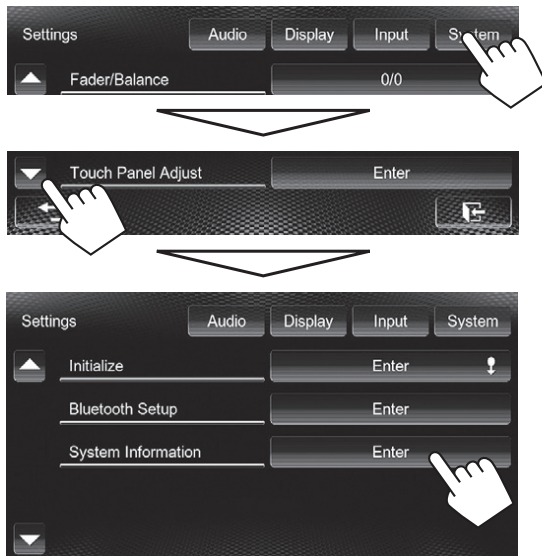 Settings Audio Display Input System
Fader/Balance 0/0
Touch Panel Adjust Enter
Settings Audio Display Input System
Initialize Enter
Bluetooth Setup Enter
System Information Enter